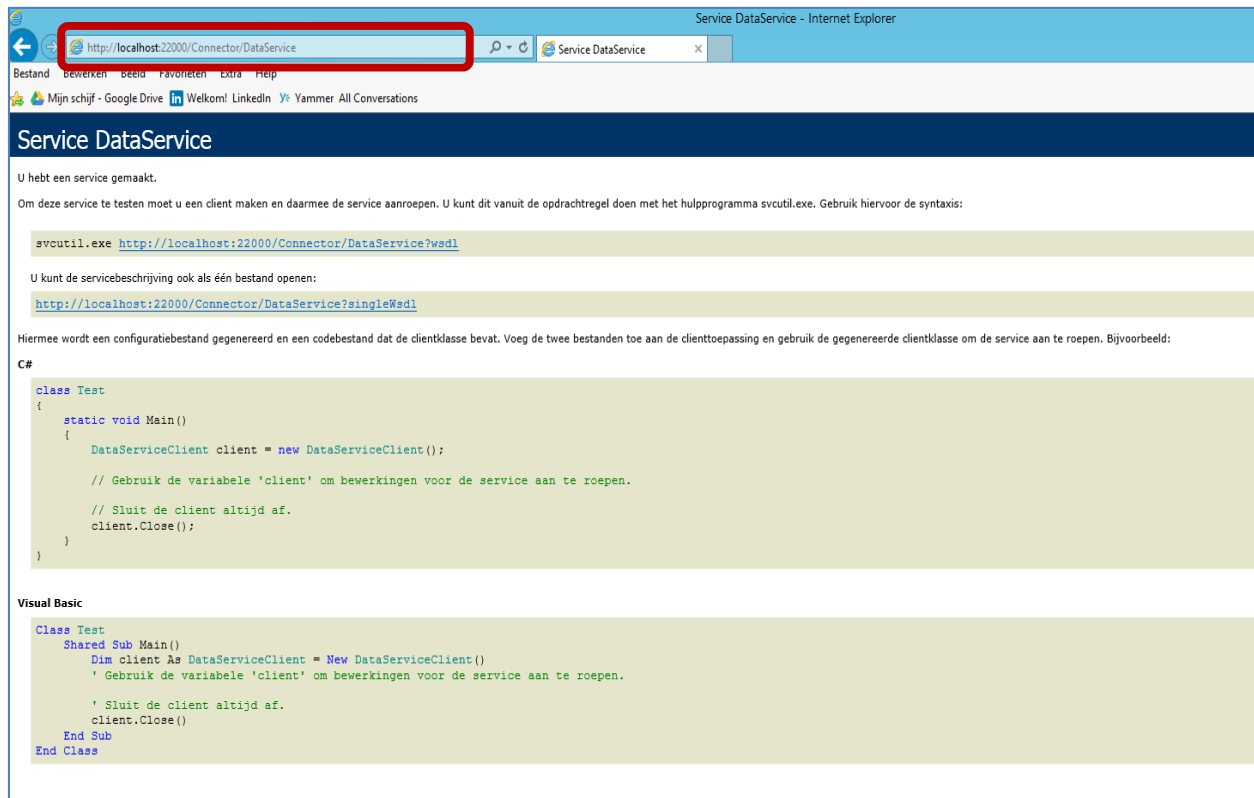 Service DataService - Internet Explorer
http://localhost:22000/Connector/DataService
Service DataService
Bestand Bewerken Beeld Favorieten Extra Help
Mijn schijf - Google Drive Welkom! LinkedIn Yammer All Conversations
Service DataService
U hebt een service gemaakt.
Om deze service te testen moet u een client maken en daarmee de service aanroepen. U kunt dit vanuit de opdrachtregel doen met het hulpprogramma svcutil.exe. Gebruik hiervoor de syntaxis:
svcutil.exe http://localhost:22000/Connector/DataService?wsdl
U kunt de servicebeschrijving ook als één bestand openen:
http://localhost:22000/Connector/DataService?singleWsdl
Hiermee wordt een configuratiebestand gegenereerd en een codebestand dat de clientklasse bevat. Voeg de twee bestanden toe aan de clienttoepassing en gebruik de gegenereerde clientklasse om de service aan te roepen. Bijvoorbeeld:
C#
class Test
{
static void Main()
{
DataServiceClient client = new DataServiceClient();
// Gebruik de variabele 'client' om bewerkingen voor de service aan te roepen.
// Sluit de client altijd af.
client.Close();
}
}
Visual Basic
Class Test
Shared Sub Main()
Dim client As DataServiceClient = New DataServiceClient()
' Gebruik de variabele 'client' om bewerkingen voor de service aan te roepen.
' Sluit de client altijd af.
client.Close()
End Sub
End Class